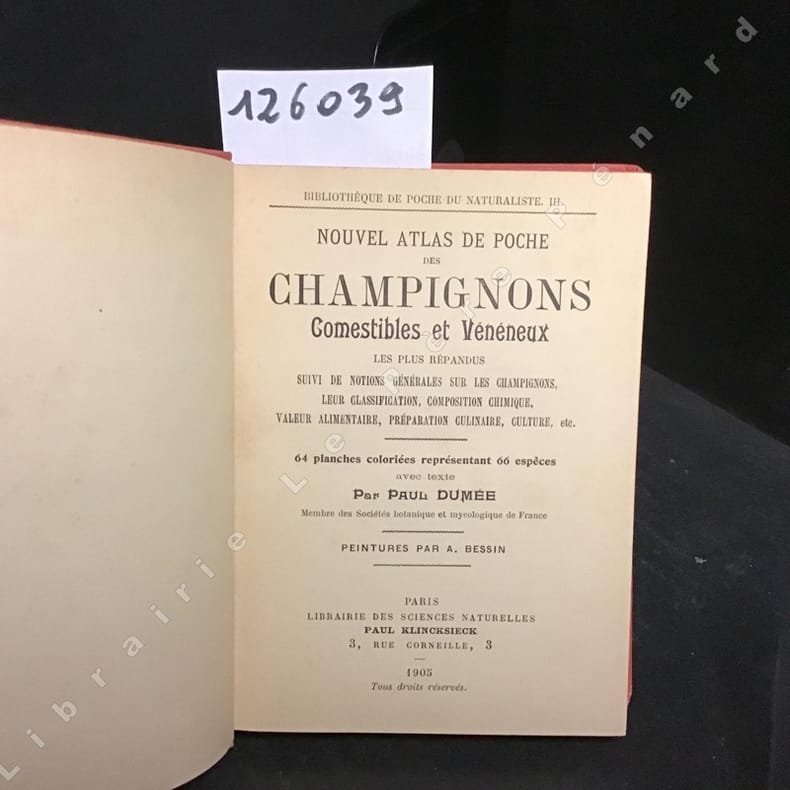 126039
BIBLIOTHÈQUE DE POCHE DU NATURALISTE. III.
NOUVEL ATLAS DE POCHE
DES
CHAMPIGNONS
Comestibles et Vénéneux
LES PLUS RÉPANDUS
SUIVI DE NOTIONS GÉNÉRALES SUR LES CHAMPIGNONS,
LEUR CLASSIFICATION, COMPOSITION CHIMIQUE,
VALEUR ALIMENTAIRE, PRÉPARATION CULINAIRE, CULTURE, etc.
64 planches coloriées représentant 66 espèces
avec texte
Par PAUL DUMÉE
Membre des Sociétés botanique et mycologique de France
PEINTURES PAR A. BESSIN
PARIS
LIBRAIRIE DES SCIENCES NATURELLES
PAUL KLINCKSIECK
3, RUE CORNEILLE, 3
1905
Tous droits réservés.
Librairie Le Père Pénard